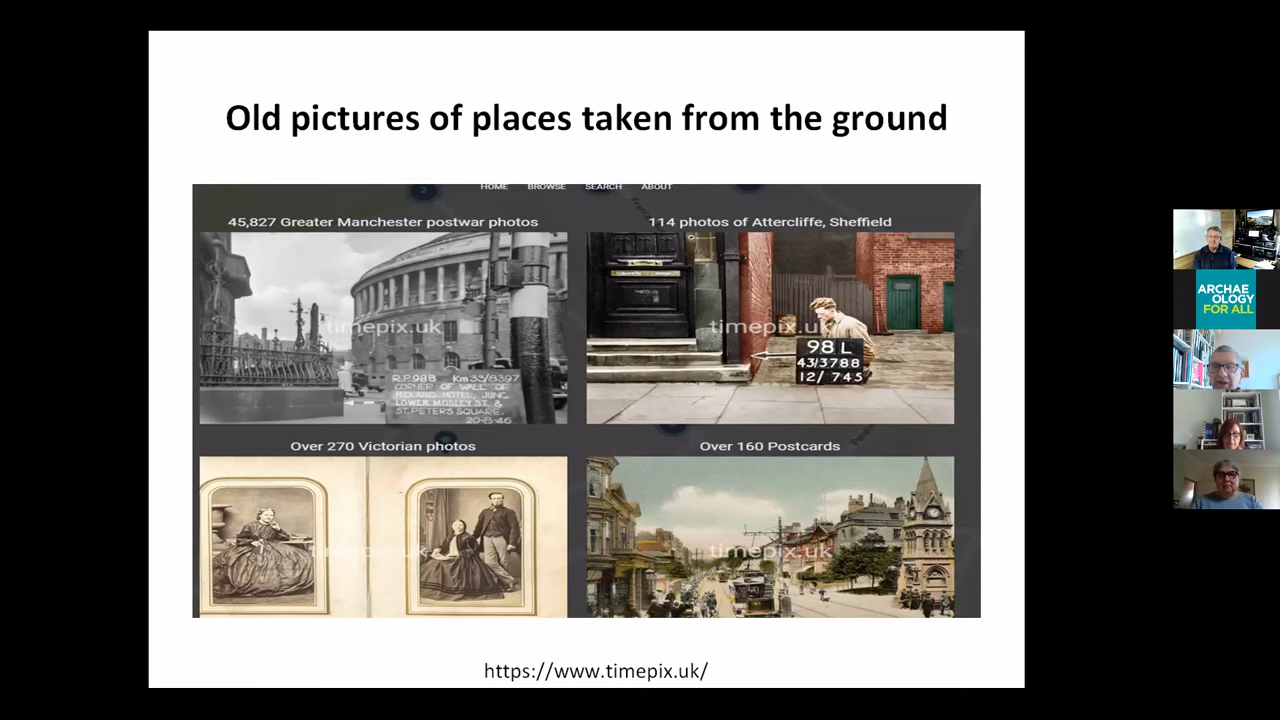 Old pictures of places taken from the ground
HOME BROWSE SEARCH ABOUT
45,827 Greater Manchester postwar photos
114 photos of Attercliffe, Sheffield
timepix.uk
R.P.98B Km 33/8397
CORNER OF WALL OF
MIDLAND HOTEL, JUNC.
LOWER MOSLEY ST. &
ST. PETERS SQUARE.
20-8-46
timepix.uk
98 L
43/3788
12/ 745
Over 270 Victorian photos
Over 160 Postcards
timepix.uk
timepix.uk
https://www.timepix.uk/
ARCHAE
OLOGY
FOR ALL